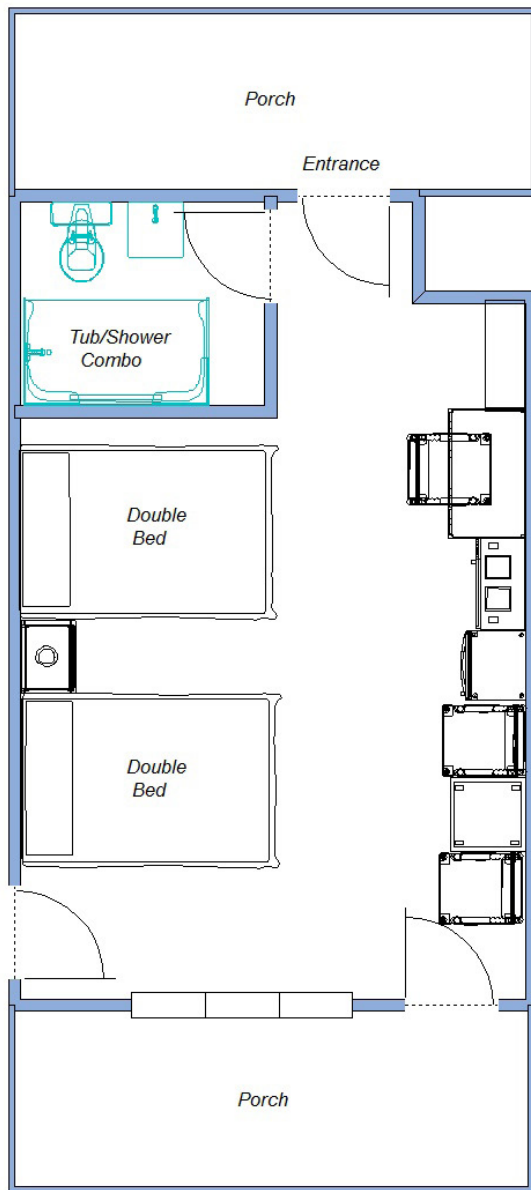 Porch
Entrance
Tub/Shower
Combo
Double
Bed
Double
Bed
Porch